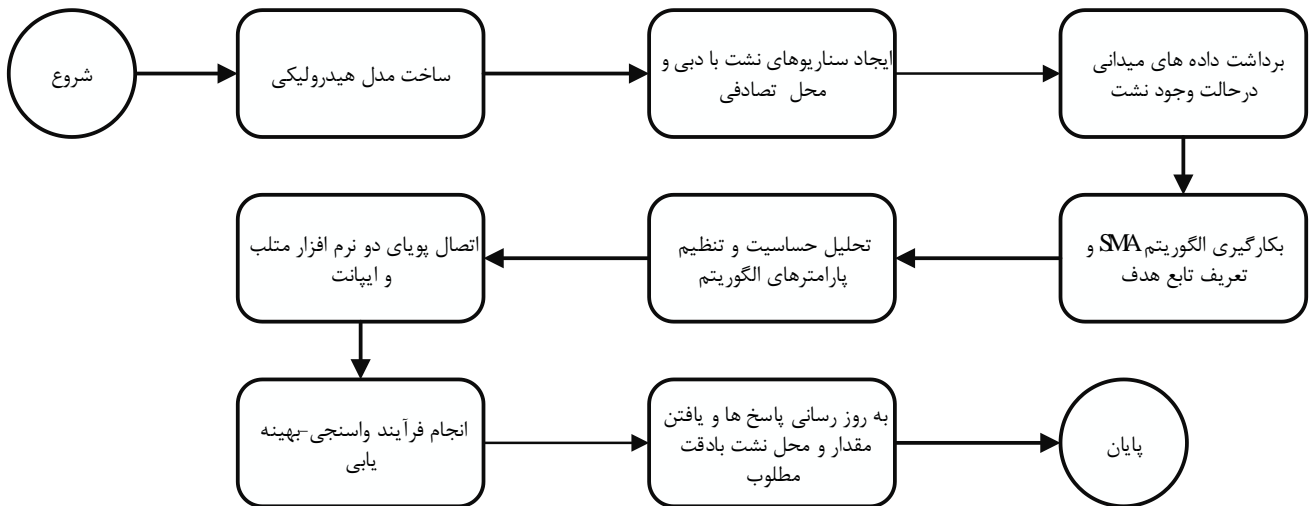 شروع
ساخت مدل هیدرولیکی
ایجاد سناریوهای نشت با دبی و
محل تصادفی
برداشت داده های میدانی
درحالت وجود نشت
بکارگیری الگوریتم SMA و
تعریف تابع هدف
تحلیل حساسیت و تنظیم
پارامترهای الگوریتم
اتصال پویای دو نرم افزار متلب
و ایپانت
انجام فرآیند واسنجی-بهینه
یابی
به روز رسانی پاسخ ها و یافتن
مقدار و محل نشت بادقت
مطلوب
پایان